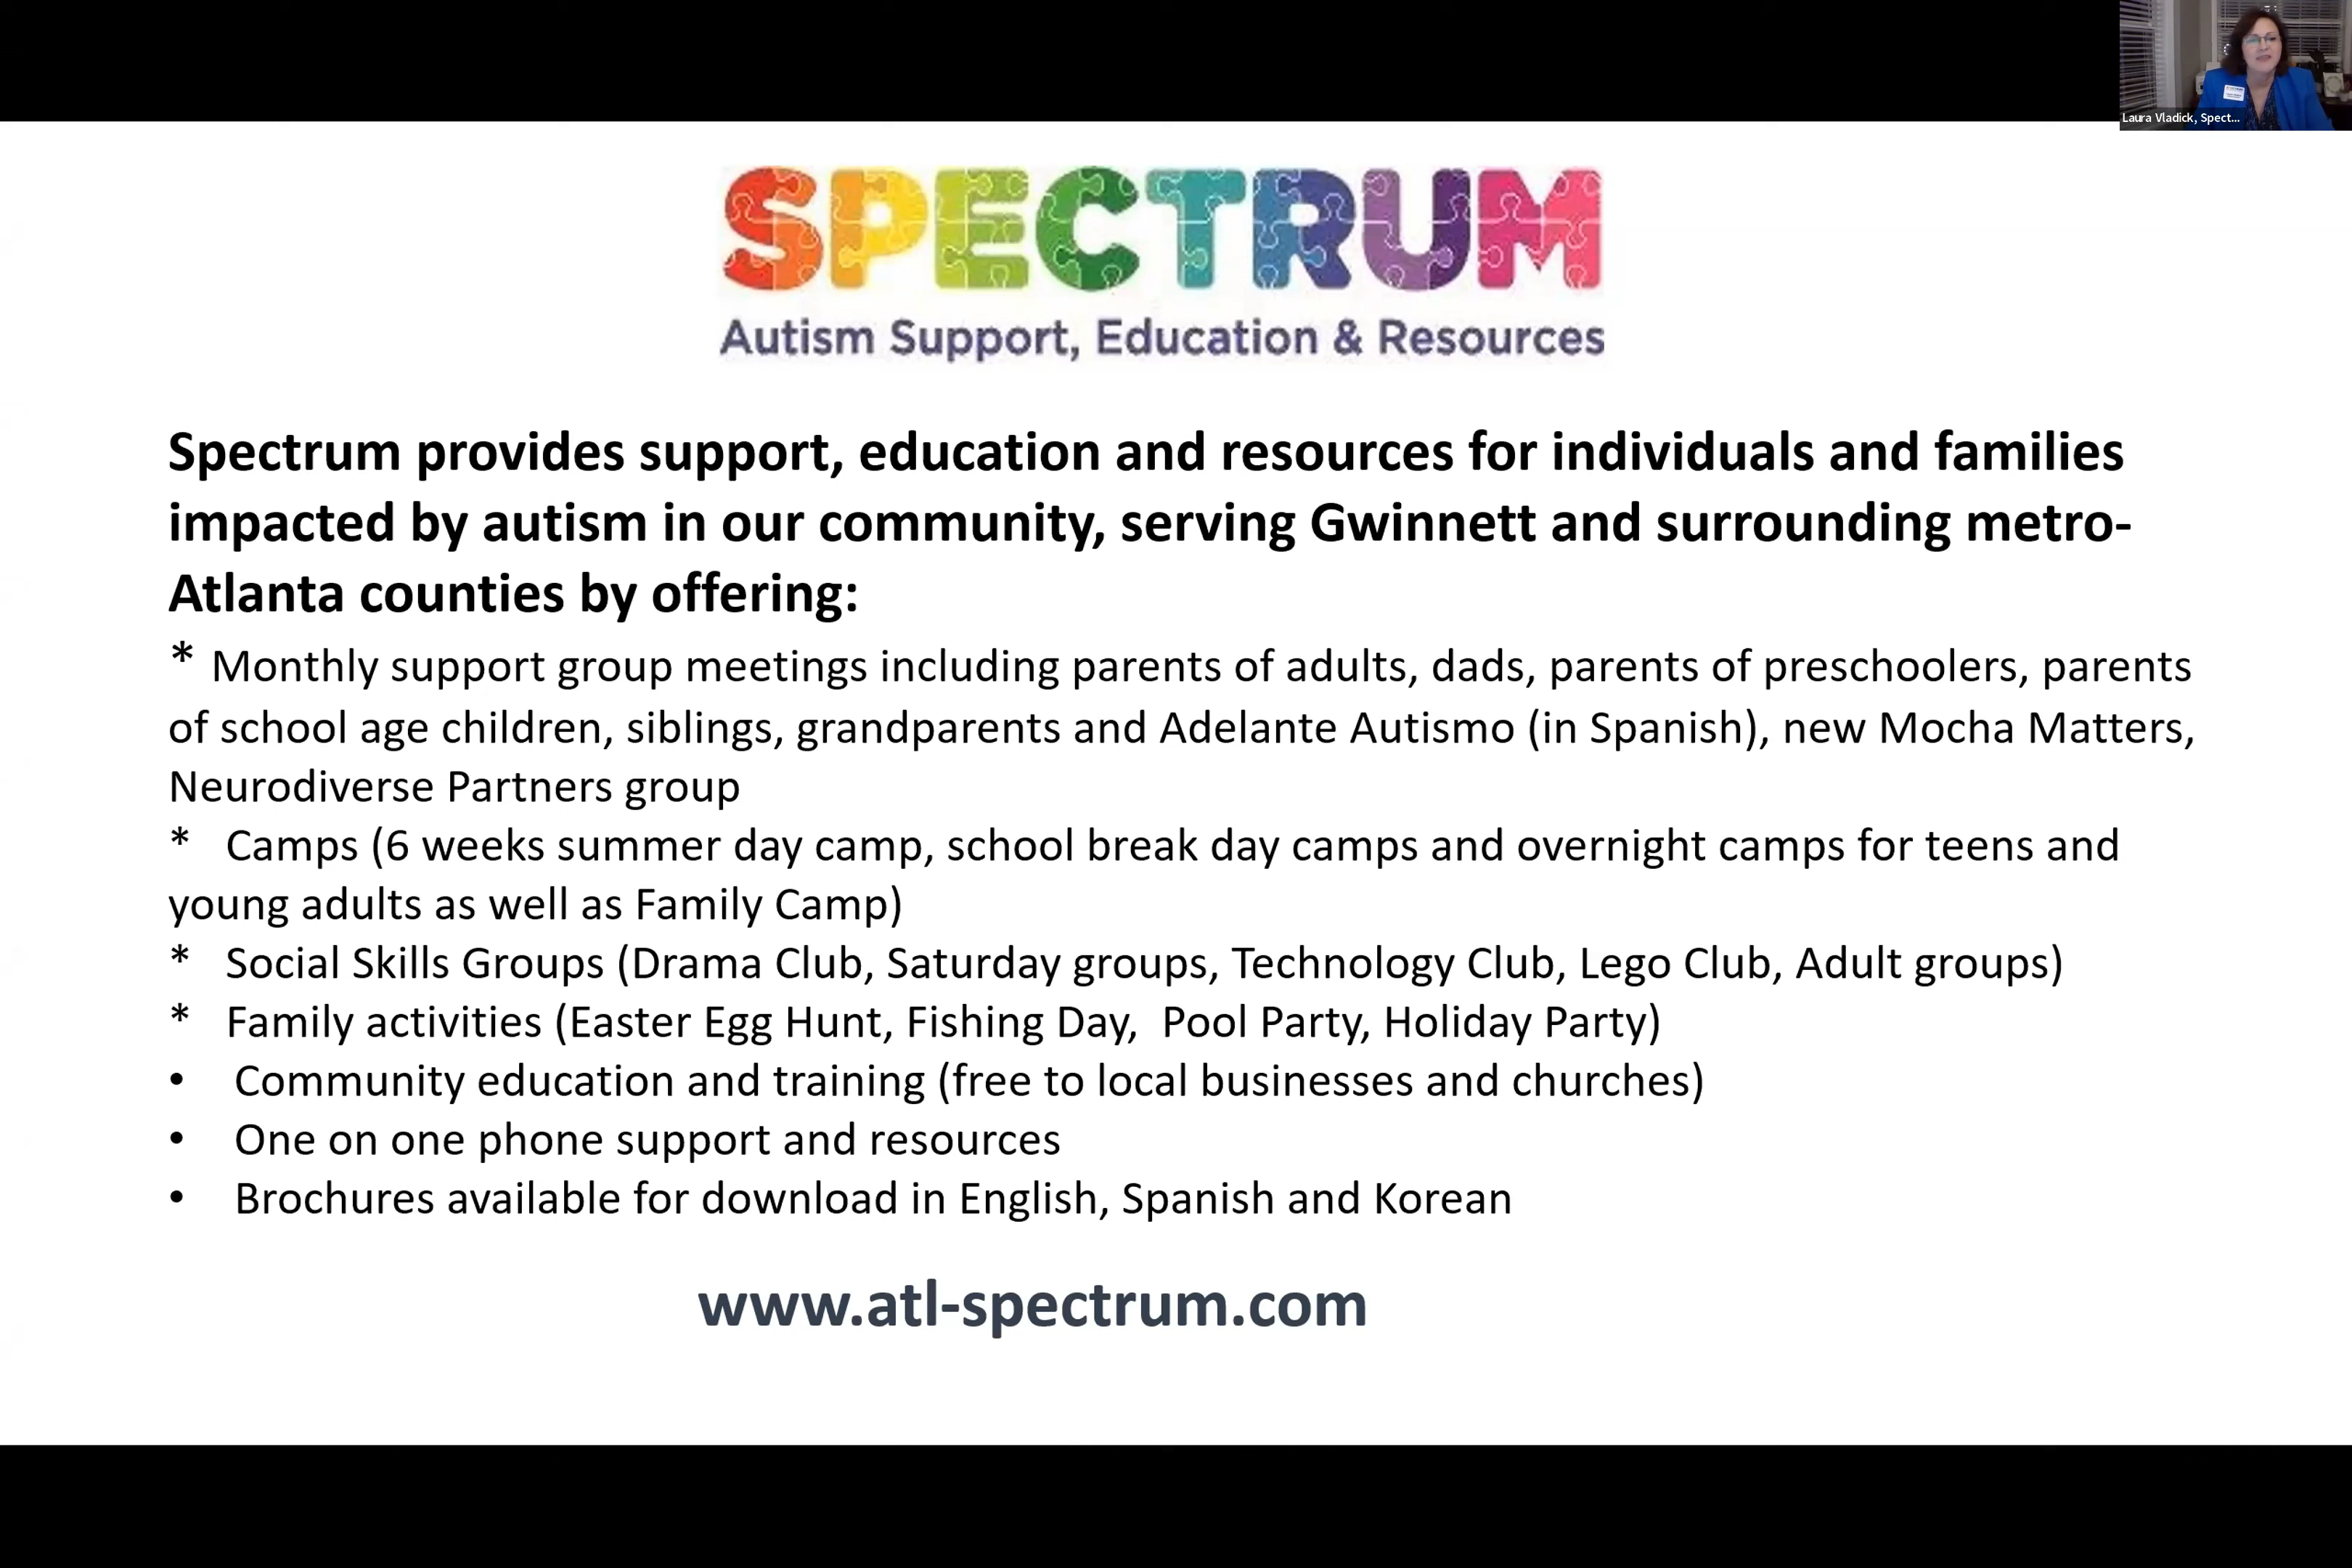 Laura Vladick, Spect...
SPECTRUM
Autism Support, Education & Resources
Spectrum provides support, education and resources for individuals and families
impacted by autism in our community, serving Gwinnett and surrounding metro-
Atlanta counties by offering:
* Monthly support group meetings including parents of adults, dads, parents of preschoolers, parents
of school age children, siblings, grandparents and Adelante Autismo (in Spanish), new Mocha Matters,
Neurodiverse Partners group
* Camps (6 weeks summer day camp, school break day camps and overnight camps for teens and
young adults as well as Family Camp)
* Social Skills Groups (Drama Club, Saturday groups, Technology Club, Lego Club, Adult groups)
* Family activities (Easter Egg Hunt, Fishing Day, Pool Party, Holiday Party)
• Community education and training (free to local businesses and churches)
• One on one phone support and resources
• Brochures available for download in English, Spanish and Korean
www.atl-spectrum.com